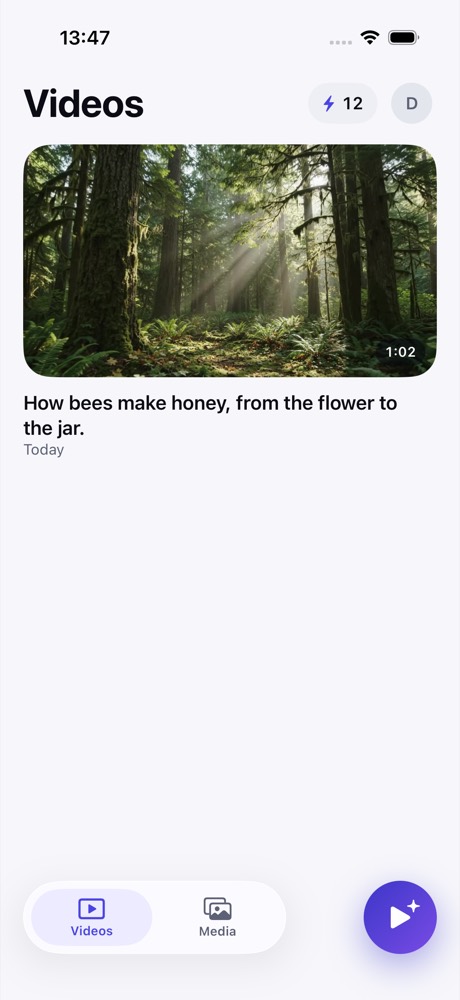 13:47
Videos
12
D
1:02
How bees make honey, from the flower to
the jar.
Today
Videos
Media